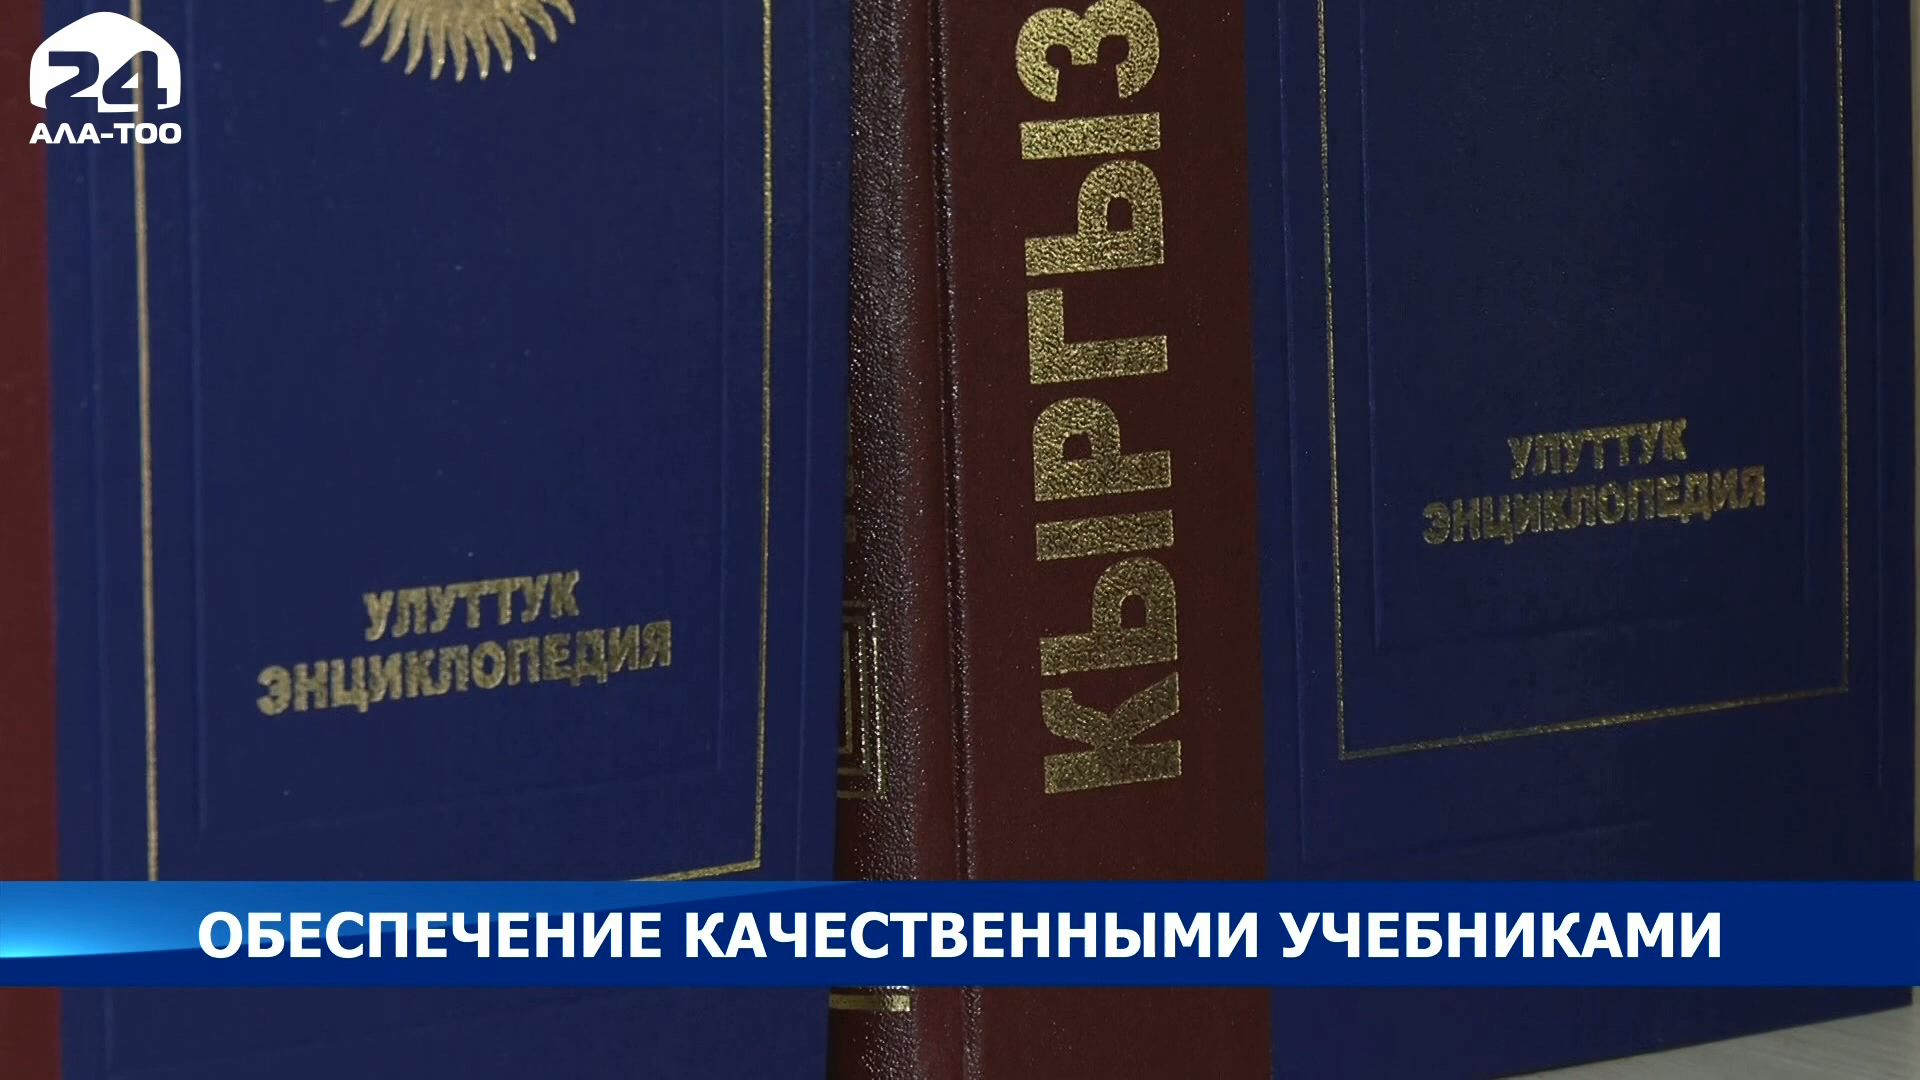 24
АЛА-ТОО
УЛУТТУК
ЭНЦИКЛОПЕДИЯ
КЫРГЫЗ
УЛУТТУК
ЭНЦИКЛОПЕДИЯ
ОБЕСПЕЧЕНИЕ КАЧЕСТВЕННЫМИ УЧЕБНИКАМИ